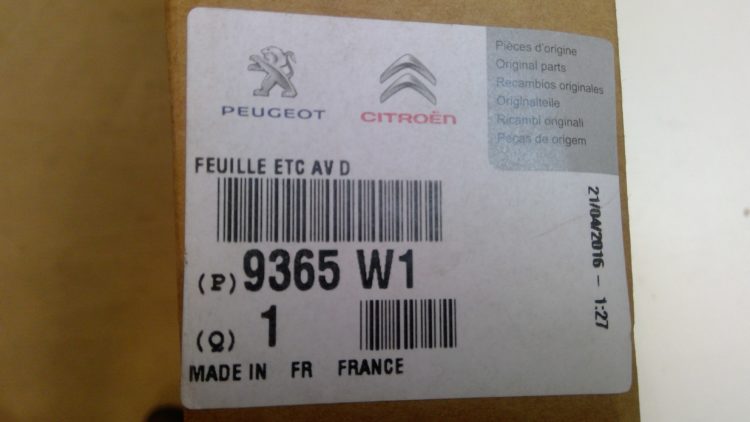 PEUGEOT
CITROËN
Pièces d'origine
Original parts
Recambios originales
Originalteile
Ricambi originali
Peças de origem
FEUILLE ETC AV D
(P) 9365 W1
(Q) 1
MADE IN FR FRANCE
21/04/2016 - 1:27